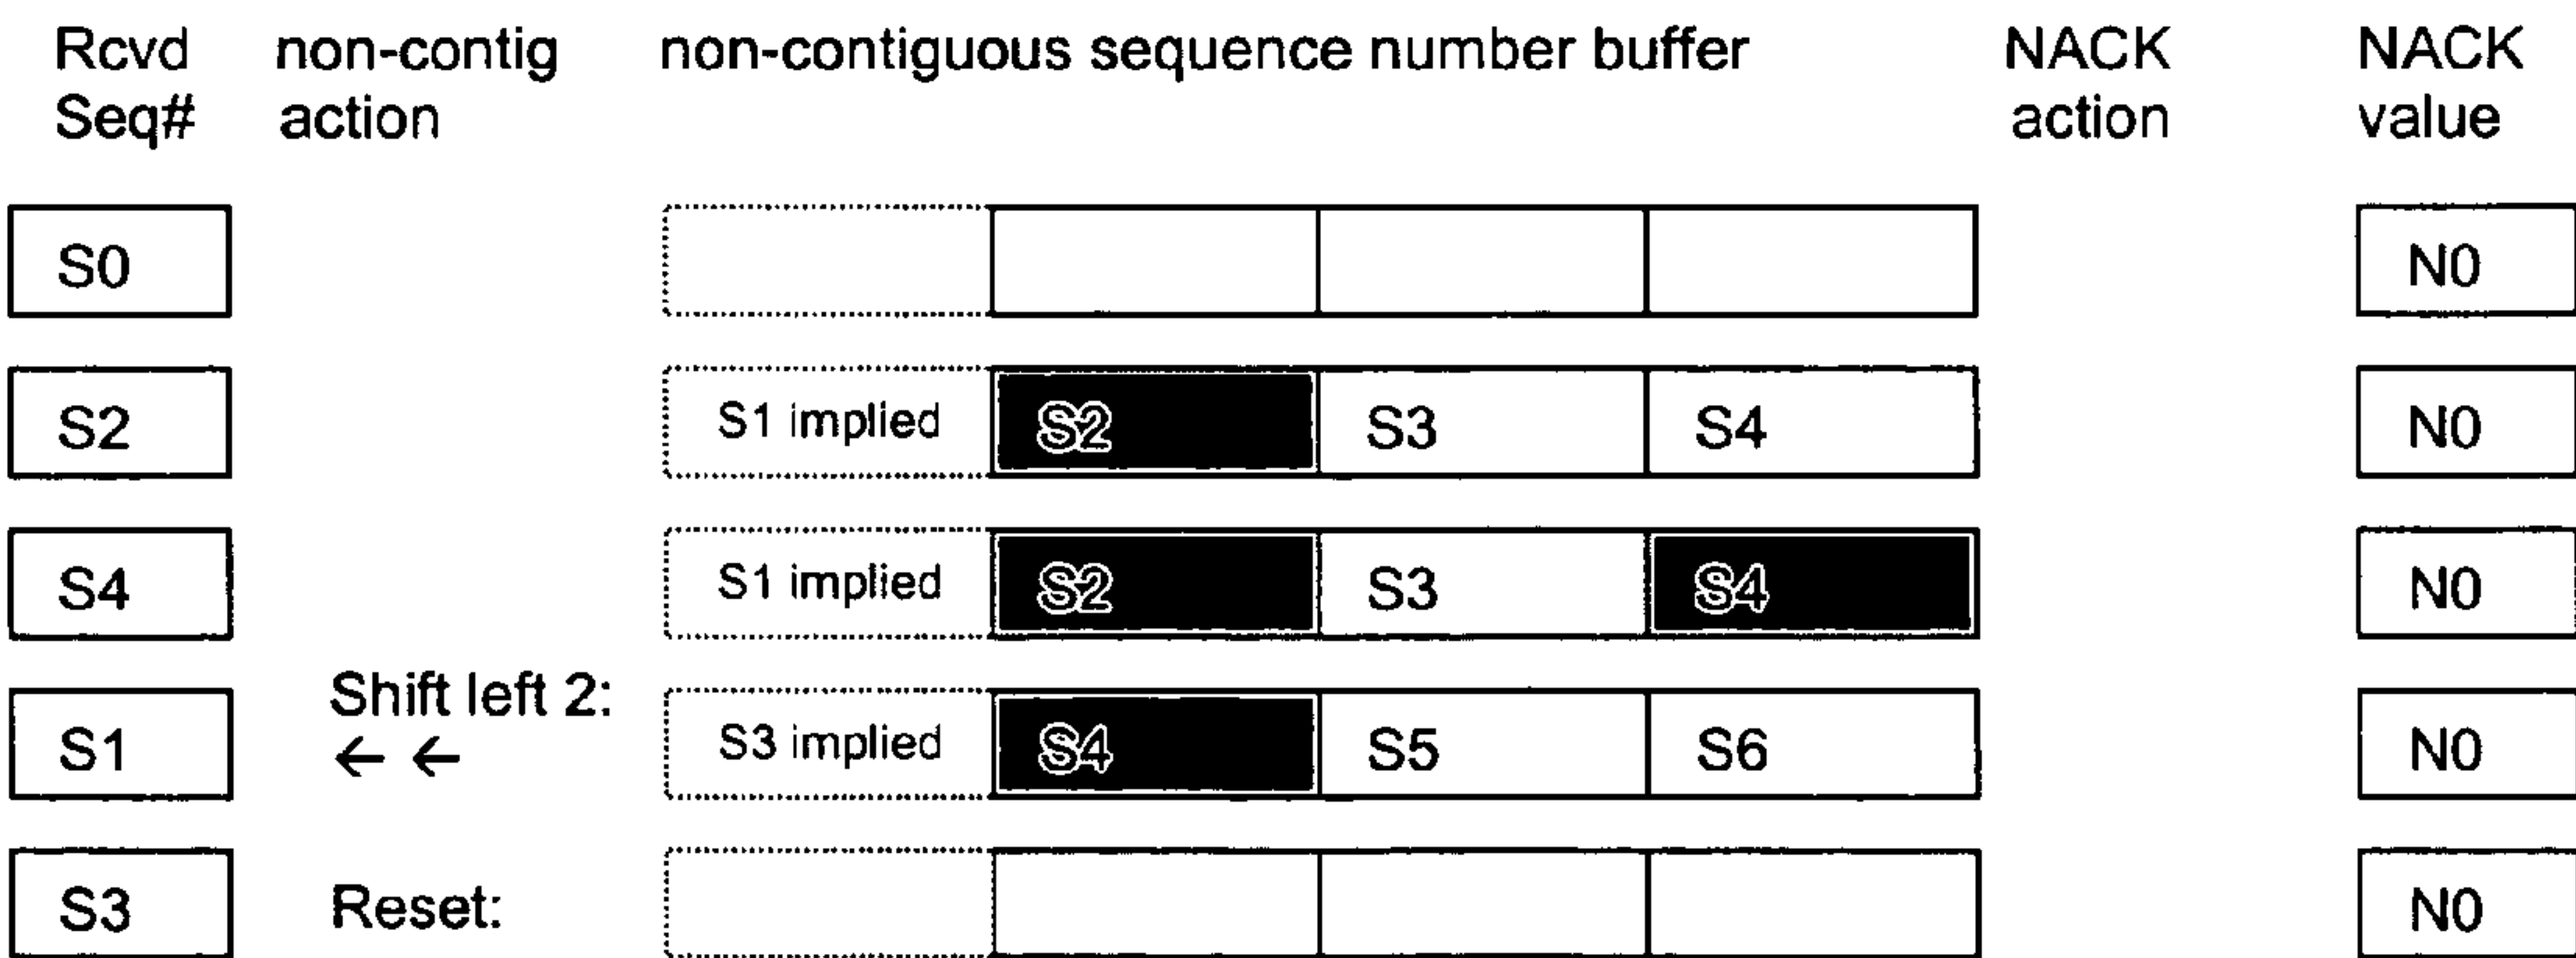 Rcvd non-contig non-contiguous sequence number buffer NACK NACK
Seq# action action value
S0 N0
S2 S1 implied S2 S3 S4 N0
S4 S1 implied S2 S3 S4 N0
Shift left 2:
S1 ← ← S3 implied S4 S5 S6 N0
S3 Reset: N0